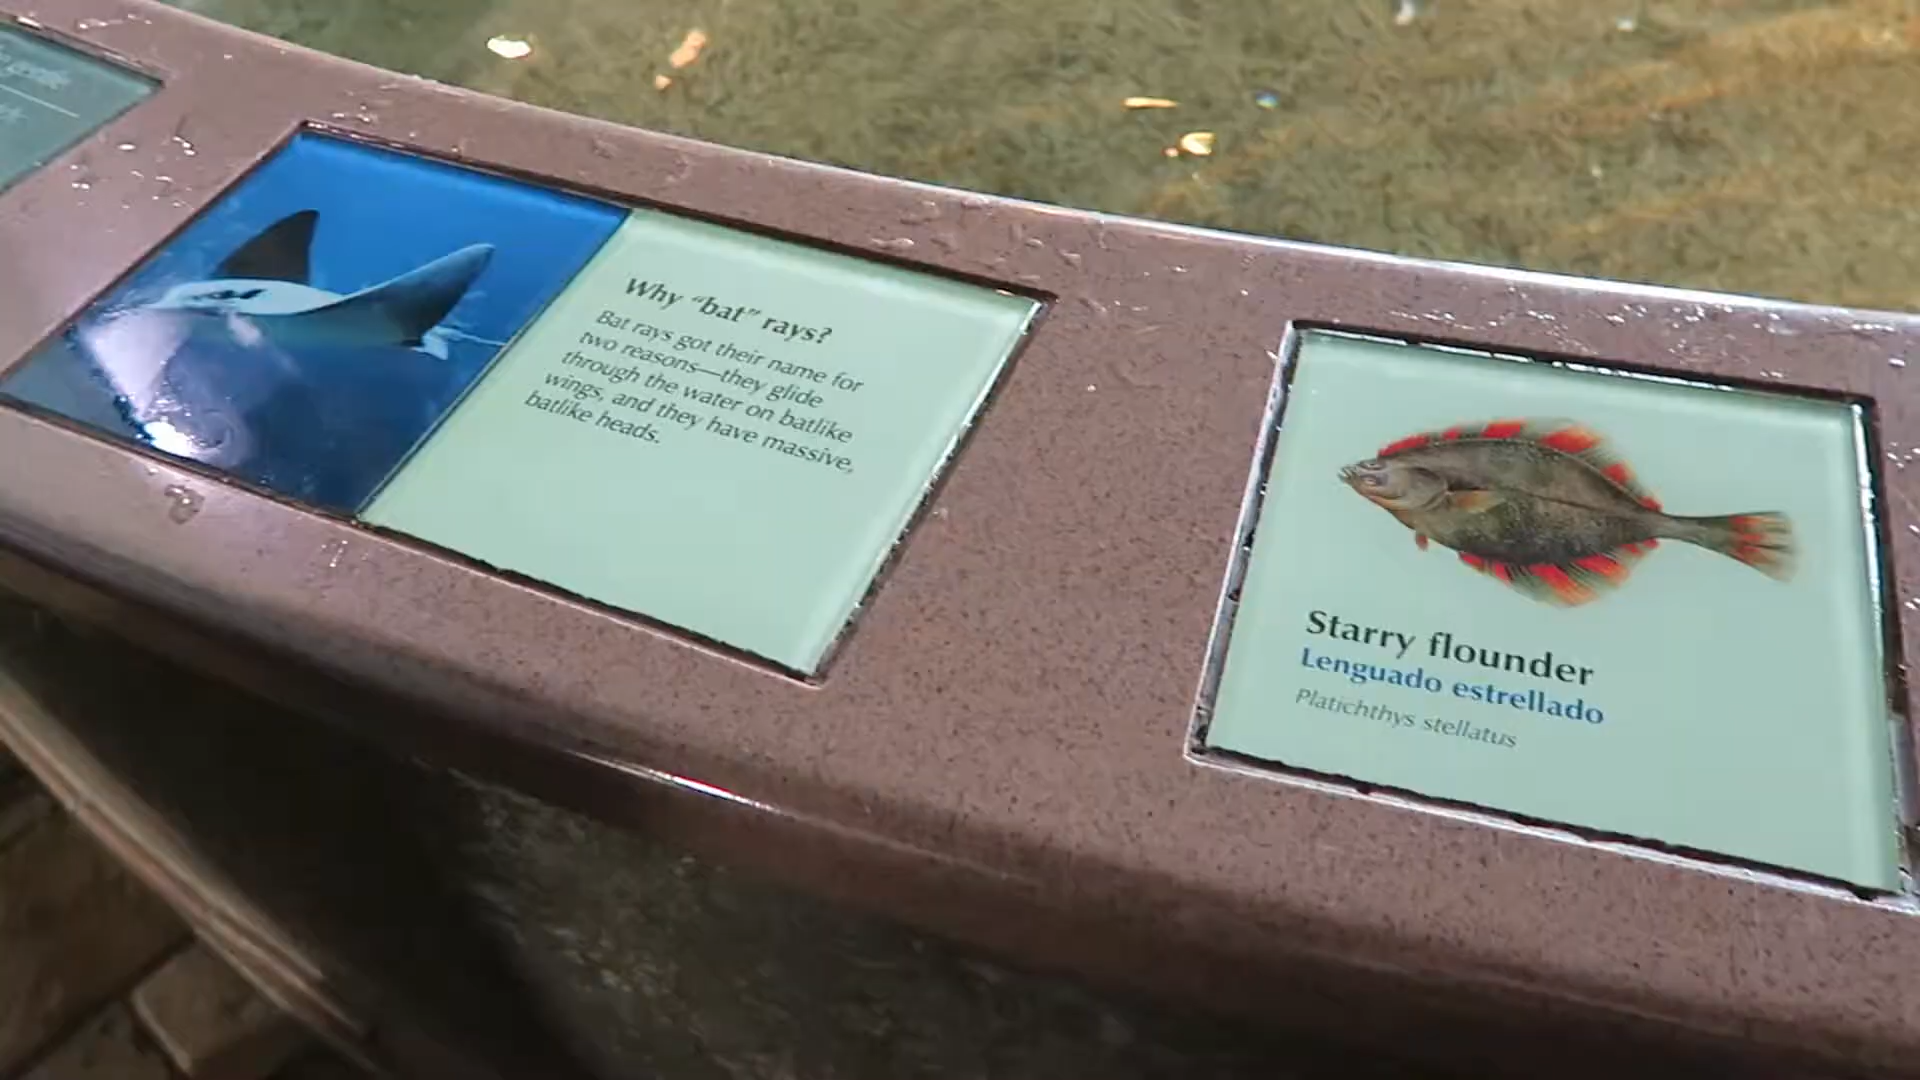 Why “bat” rays?
Bat rays got their name for
two reasons—they glide
through the water on batlike
wings, and they have massive,
batlike heads.
Starry flounder
Lenguado estrellado
Platichthys stellatus